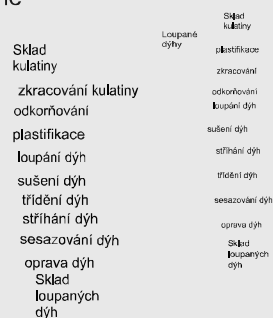 Sklad
kulatiny
zkracování kulatiny
odkorňování
plastifikace
loupání dýh
sušení dýh
třídění dýh
stříhání dýh
sesazování dýh
oprava dýh
Sklad
loupaných
dýh
Loupané
dýhy
Sklad
kulatiny
plastifikace
zkracování
odkorňování
loupání dýh
sušení dýh
stříhání dýh
třídění dýh
sesazování dýh
oprava dýh
Sklad
loupaných
dýh